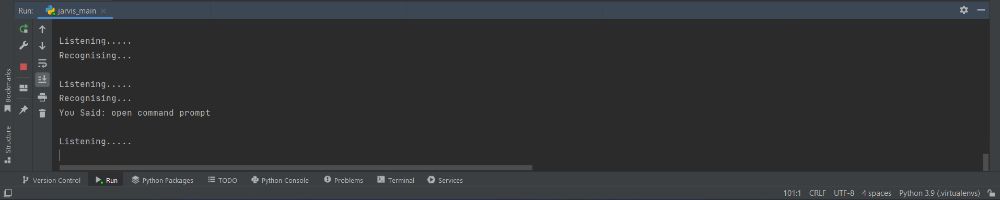 Run: jarvis_main
Listening.....
Recognising...
Listening.....
Recognising...
You Said: open command prompt
Listening.....
Bookmarks
Structure
Version Control Run Python Packages TODO Python Console Problems Terminal Services
101:1 CRLF UTF-8 4 spaces Python 3.9 (.virtualenvs)